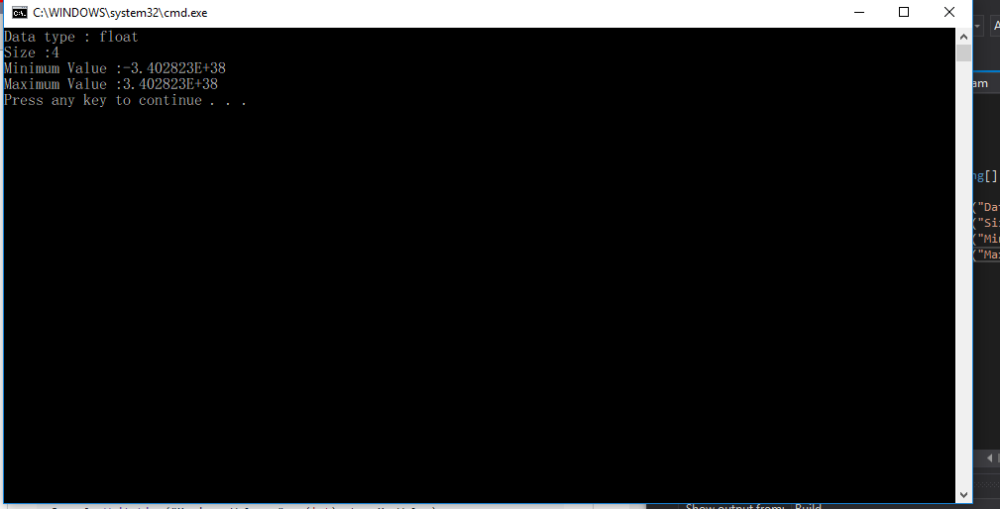 C:\WINDOWS\system32\cmd.exe
Data type : float
Size :4
Minimum Value :-3.402823E+38
Maximum Value :3.402823E+38
Press any key to continue . . .
am
ng[]
("Da
("Si
("Mi
("Ma
Show output from: Build